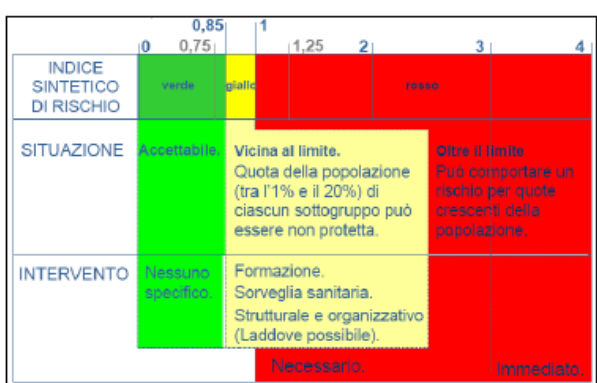 0,85 1
0 0,75 1,25 2 3 4
INDICE
SINTETICO
DI RISCHIO
verde giallo rosso
SITUAZIONE
Accettabile.
Vicina al limite.
Quota della popolazione
(tra l'1% e il 20%) di
ciascun sottogruppo può
essere non protetta.
Oltre il limite
Può comportare un
rischio per quote
crescenti della
popolazione.
INTERVENTO
Nessuno
specifico.
Formazione.
Sorveglia sanitaria.
Strutturale e organizzativo
(Laddove possibile).
Necessario. Immediato.